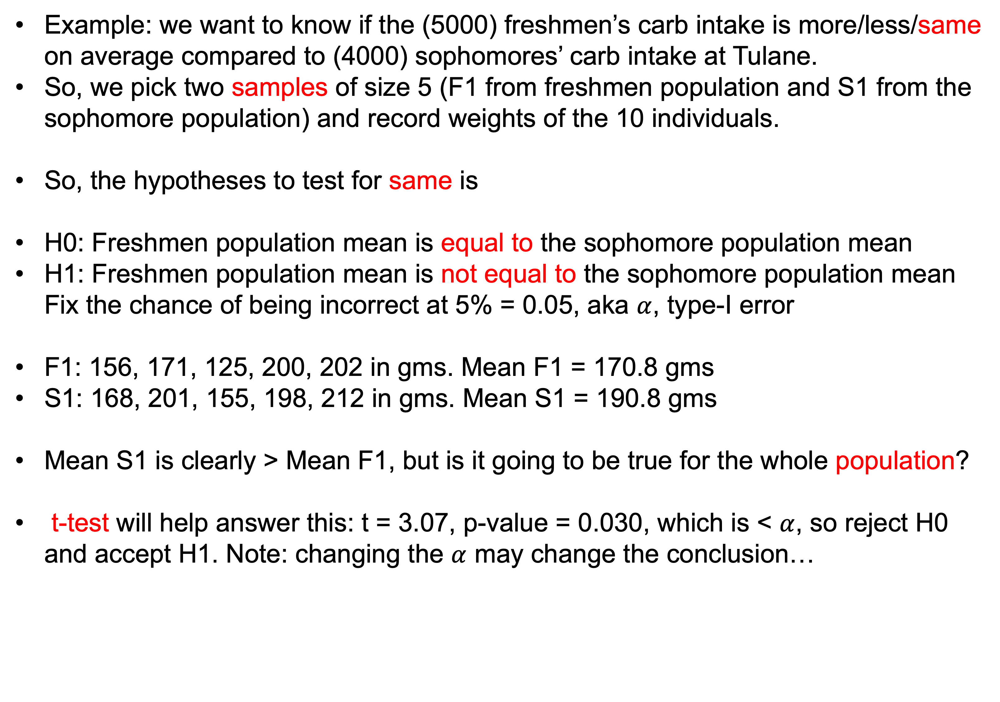 • Example: we want to know if the (5000) freshmen’s carb intake is more/less/same
on average compared to (4000) sophomores’ carb intake at Tulane.
• So, we pick two samples of size 5 (F1 from freshmen population and S1 from the
sophomore population) and record weights of the 10 individuals.
• So, the hypotheses to test for same is
• H0: Freshmen population mean is equal to the sophomore population mean
• H1: Freshmen population mean is not equal to the sophomore population mean
Fix the chance of being incorrect at 5% = 0.05, aka 𝛼, type-I error
• F1: 156, 171, 125, 200, 202 in gms. Mean F1 = 170.8 gms
• S1: 168, 201, 155, 198, 212 in gms. Mean S1 = 190.8 gms
• Mean S1 is clearly > Mean F1, but is it going to be true for the whole population?
• t-test will help answer this: t = 3.07, p-value = 0.030, which is < 𝛼, so reject H0
and accept H1. Note: changing the 𝛼 may change the conclusion…